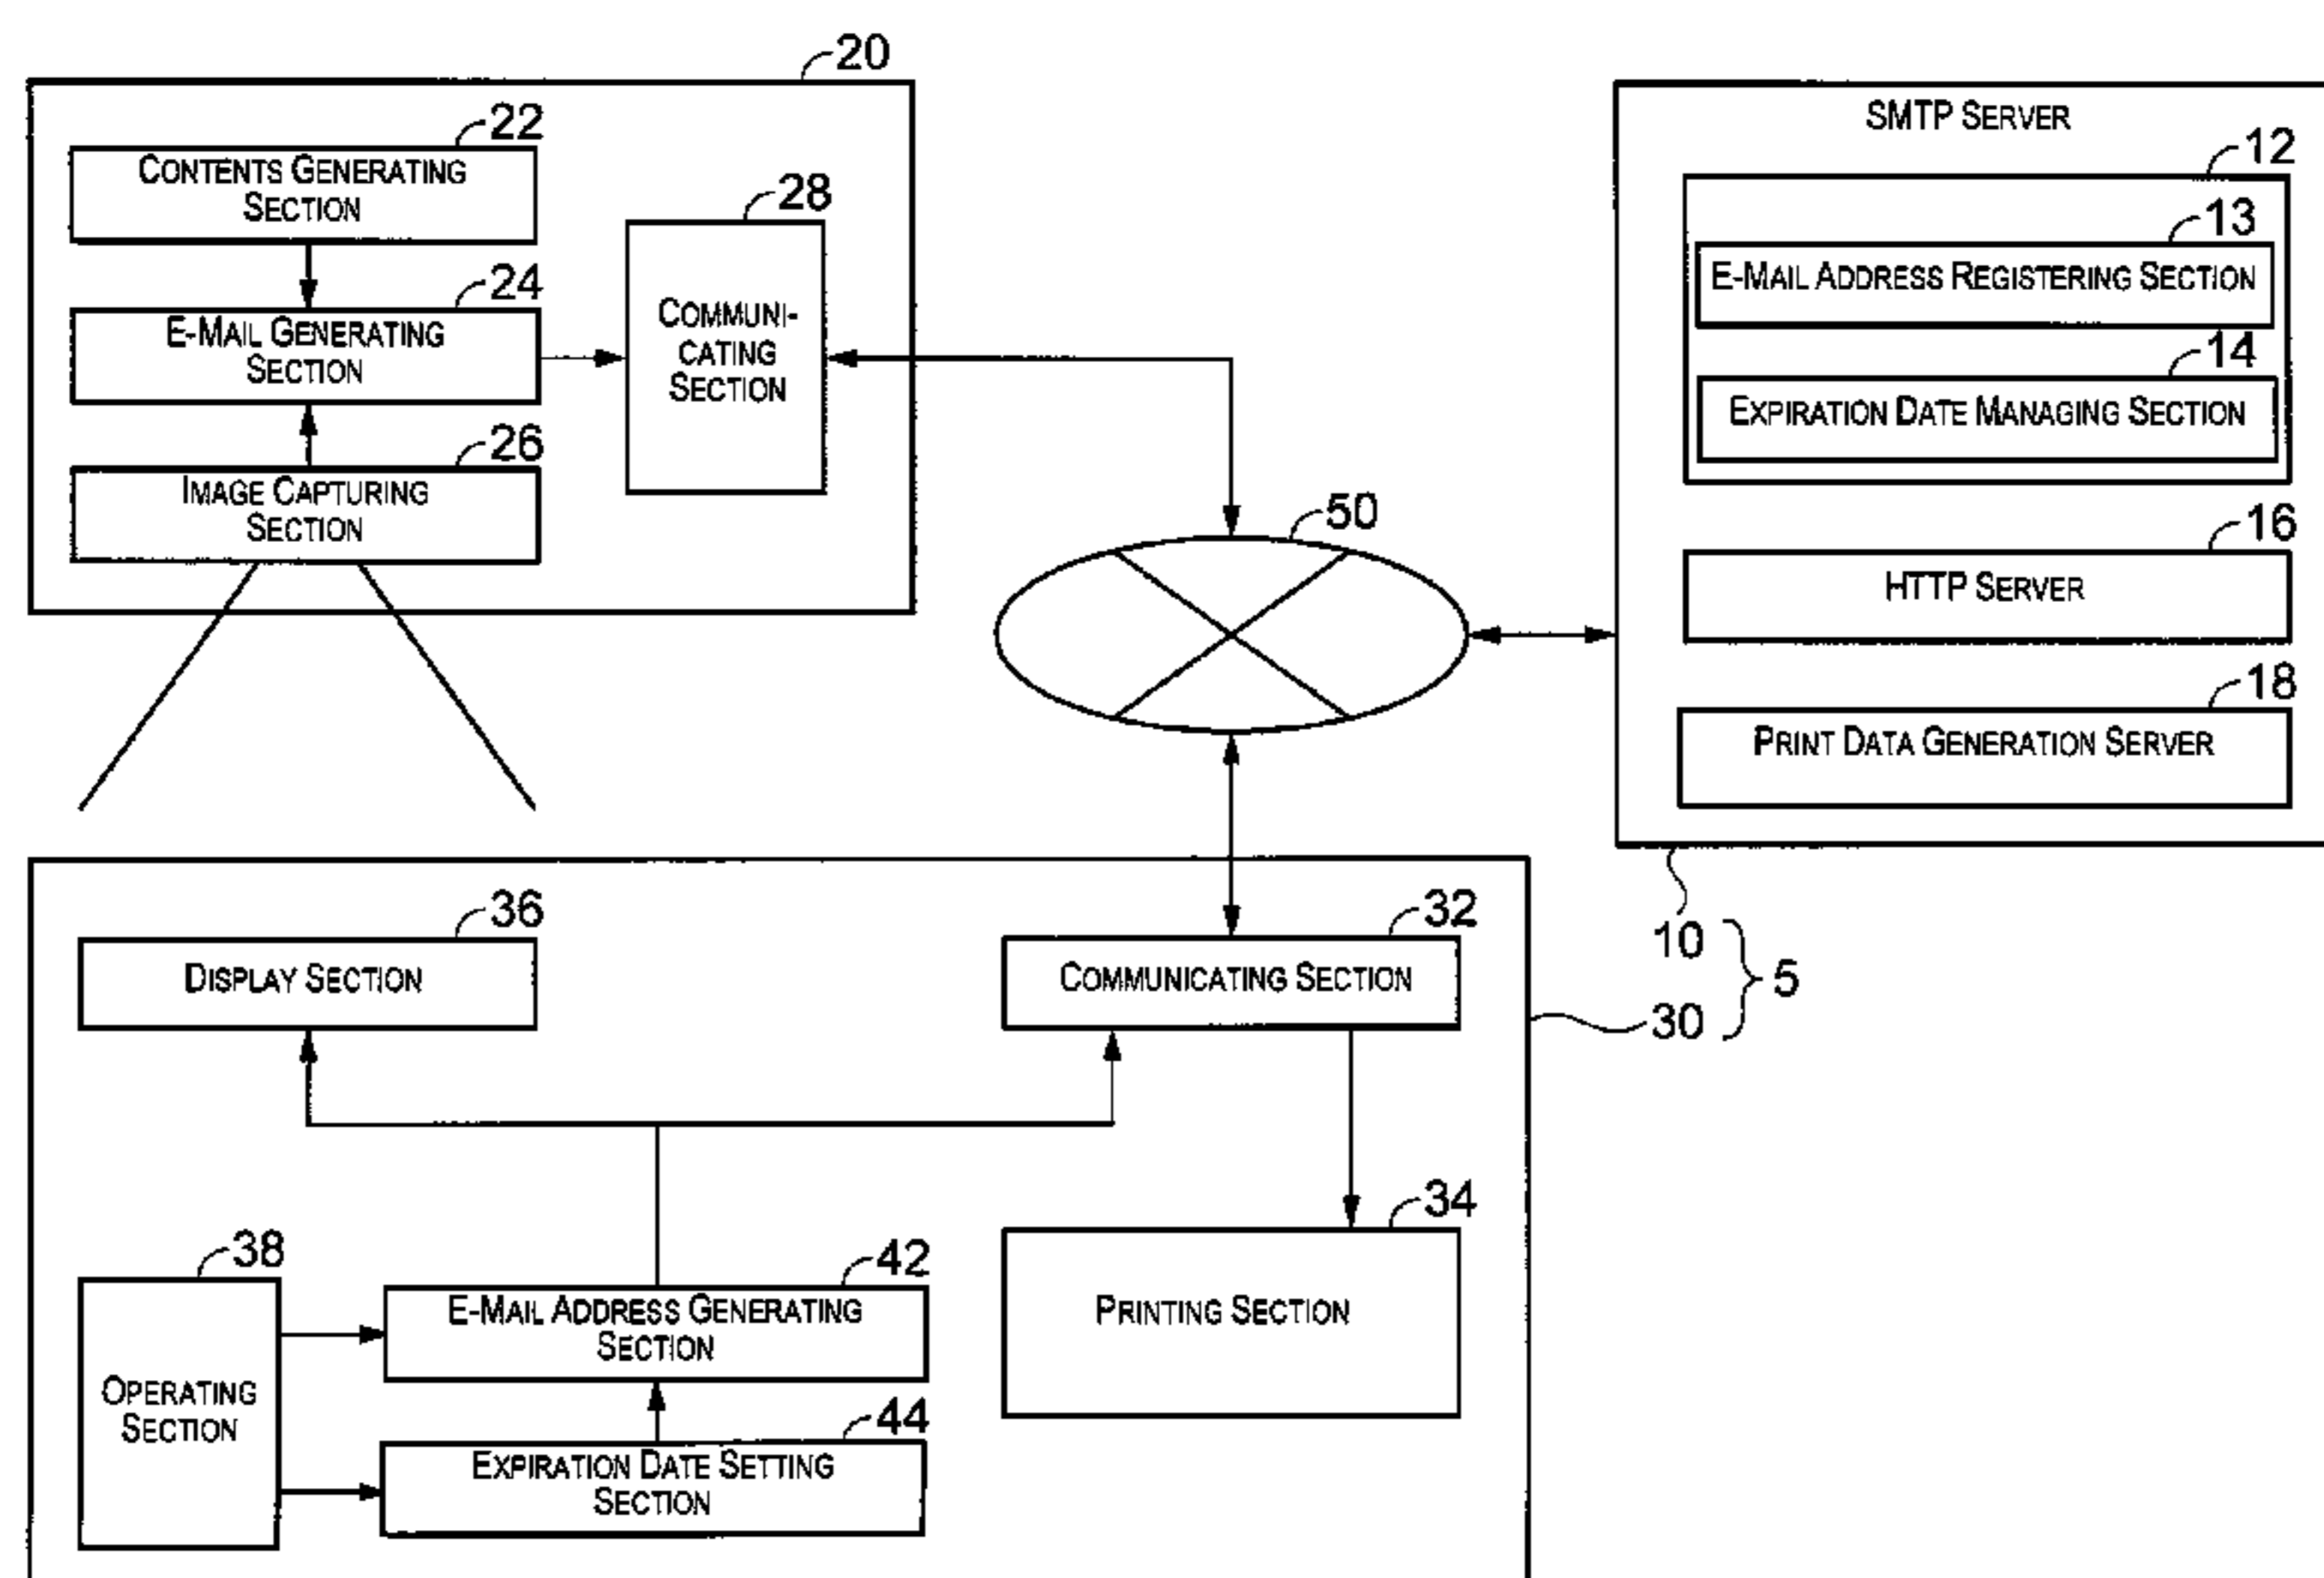 20
22
CONTENTS GENERATING
SECTION
24
E-MAIL GENERATING
SECTION
26
IMAGE CAPTURING
SECTION
28
COMMUNI-
CATING
SECTION
50
SMTP SERVER
12
13
E-MAIL ADDRESS REGISTERING SECTION
14
EXPIRATION DATE MANAGING SECTION
16
HTTP SERVER
18
PRINT DATA GENERATION SERVER
10
30
5
36
DISPLAY SECTION
32
COMMUNICATING SECTION
34
PRINTING SECTION
38
OPERATING
SECTION
42
E-MAIL ADDRESS GENERATING
SECTION
44
EXPIRATION DATE SETTING
SECTION